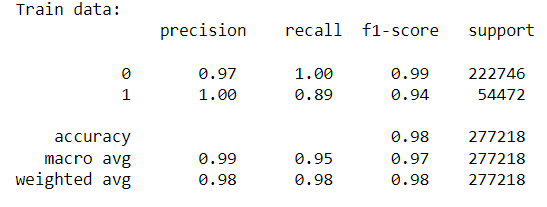 Train data:
precision recall f1-score support
0 0.97 1.00 0.99 222746
1 1.00 0.89 0.94 54472
accuracy 0.98 277218
macro avg 0.99 0.95 0.97 277218
weighted avg 0.98 0.98 0.98 277218